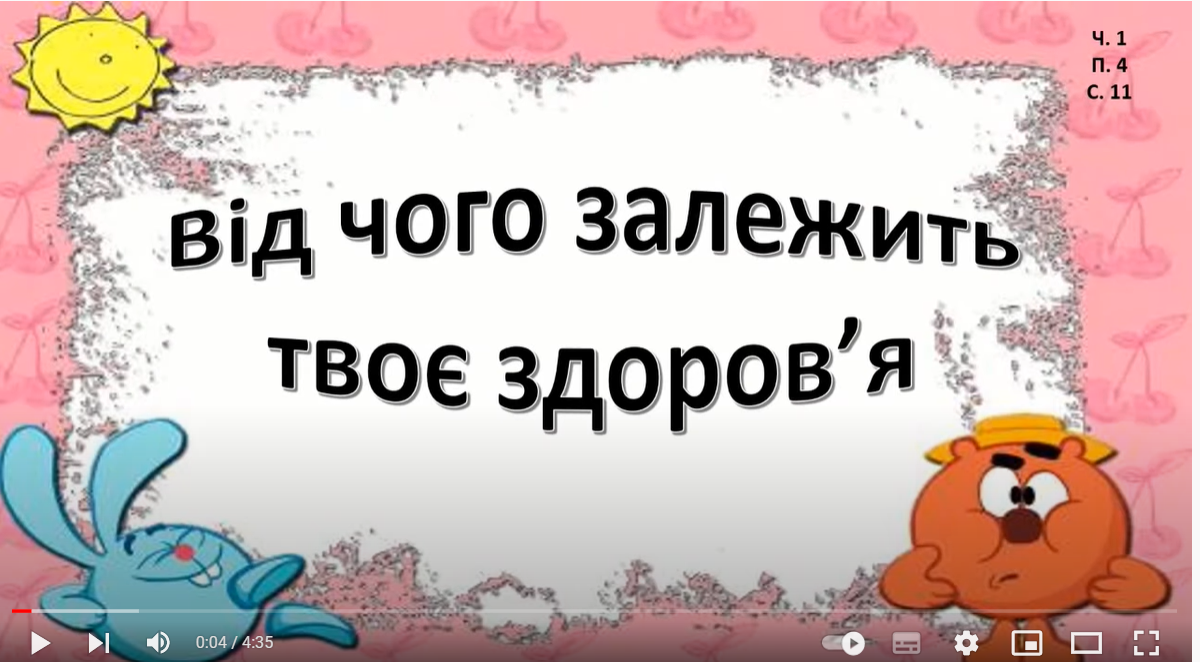 Ч. 1
П. 4
С. 11
Від чого залежить
твоє здоров’я
0:04 / 4:35